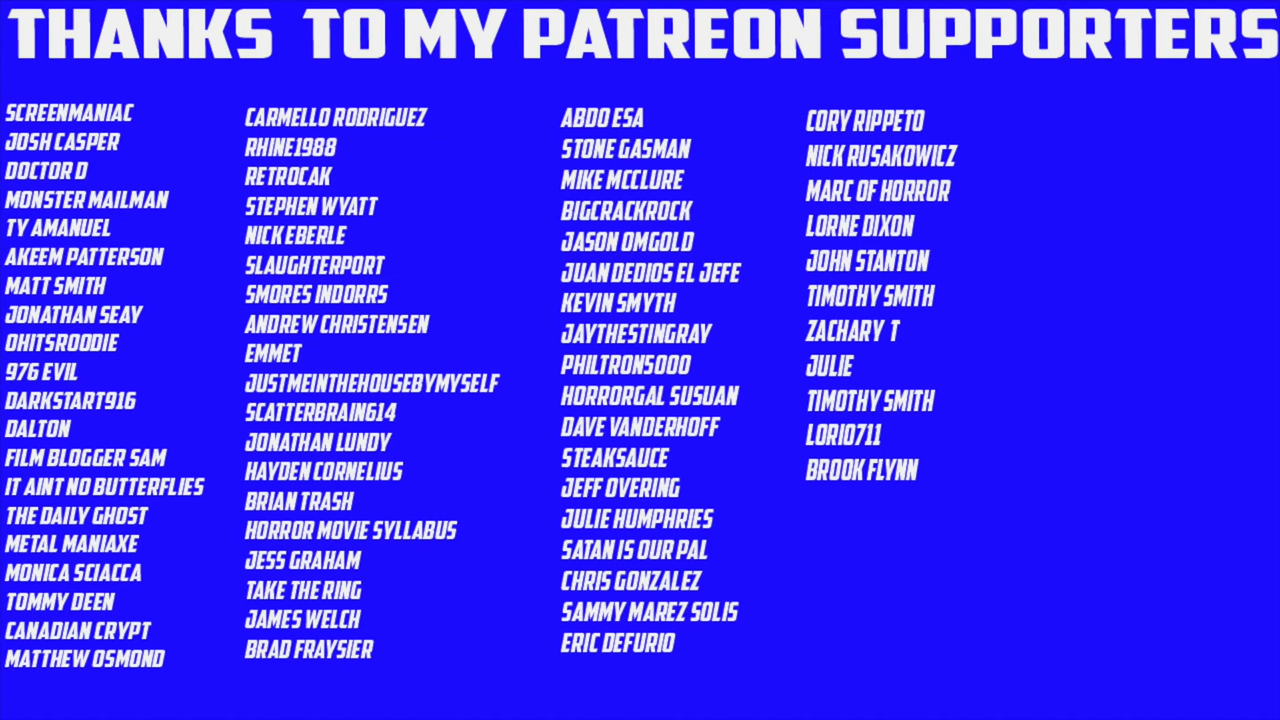 THANKS TO MY PATREON SUPPORTERS
SCREENMANIAC
JOSH CASPER
DOCTOR D
MONSTER MAILMAN
TY AMANUEL
AKEEM PATTERSON
MATT SMITH
JONATHAN SEAY
OHITSROODIE
976 EVIL
DARKSTART916
DALTON
FILM BLOGGER SAM
IT AINT NO BUTTERFLIES
THE DAILY GHOST
METAL MANIAXE
MONICA SCIACCA
TOMMY DEEN
CANADIAN CRYPT
MATTHEW OSMOND
CARMELLO RODRIGUEZ
RHINE1988
RETROCAK
STEPHEN WYATT
NICK EBERLE
SLAUGHTERPORT
SMORES INDORRS
ANDREW CHRISTENSEN
EMMET
JUSTMEINTHEHOUSEBYMYSELF
SCATTERBRAIN614
JONATHAN LUNDY
HAYDEN CORNELIUS
BRIAN TRASH
HORROR MOVIE SYLLABUS
JESS GRAHAM
TAKE THE RING
JAMES WELCH
BRAD FRAYSIER
ABDO ESA
STONE GASMAN
MIKE MCCLURE
BIGCRACKROCK
JASON OMGOLD
JUAN DEDIOS EL JEFE
KEVIN SMYTH
JAYTHESTINGRAY
PHILTRON5000
HORRORGAL SUSUAN
DAVE VANDERHOFF
STEAKSAUCE
JEFF OVERING
JULIE HUMPHRIES
SATAN IS OUR PAL
CHRIS GONZALEZ
SAMMY MAREZ SOLIS
ERIC DEFURIO
CORY RIPPETO
NICK RUSAKOWICZ
MARC OF HORROR
LORNE DIXON
JOHN STANTON
TIMOTHY SMITH
ZACHARY T
JULIE
TIMOTHY SMITH
LORI0711
BROOK FLYNN